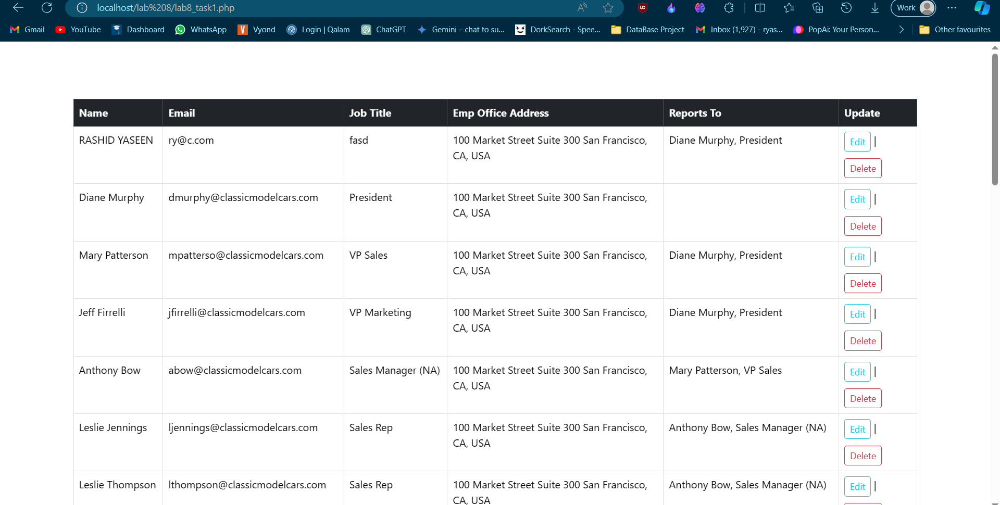 localhost/lab%208/lab8_task1.php
Work
Gmail YouTube Dashboard WhatsApp Vyond Login | Qalam ChatGPT Gemini – chat to su... DorkSearch - Spee... DataBase Project Inbox (1,927) - ryas... PopAi: Your Person... Other favourites
Name Email Job Title Emp Office Address Reports To Update
RASHID YASEEN ry@c.com fasd 100 Market Street Suite 300 San Francisco, Diane Murphy, President Edit |
CA, USA
Delete
Diane Murphy dmurphy@classicmodelcars.com President 100 Market Street Suite 300 San Francisco, Edit |
CA, USA
Delete
Mary Patterson mpatterso@classicmodelcars.com VP Sales 100 Market Street Suite 300 San Francisco, Diane Murphy, President Edit |
CA, USA
Delete
Jeff Firrelli jfirrelli@classicmodelcars.com VP Marketing 100 Market Street Suite 300 San Francisco, Diane Murphy, President Edit |
CA, USA
Delete
Anthony Bow abow@classicmodelcars.com Sales Manager (NA) 100 Market Street Suite 300 San Francisco, Mary Patterson, VP Sales Edit |
CA, USA
Delete
Leslie Jennings ljennings@classicmodelcars.com Sales Rep 100 Market Street Suite 300 San Francisco, Anthony Bow, Sales Manager (NA) Edit |
CA, USA
Delete
Leslie Thompson lthompson@classicmodelcars.com Sales Rep 100 Market Street Suite 300 San Francisco, Anthony Bow, Sales Manager (NA) Edit |
CA, USA